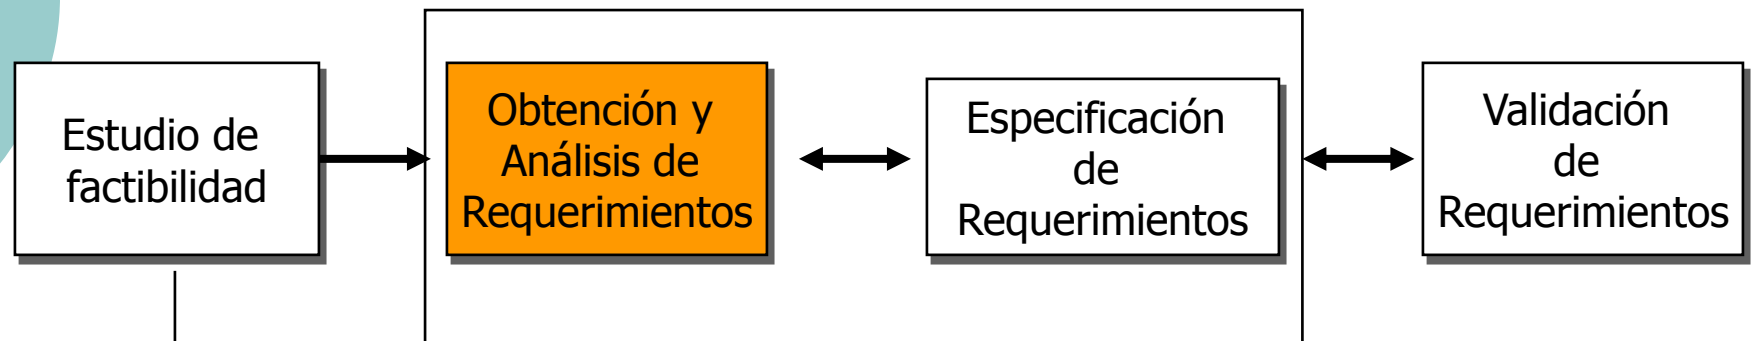 Estudio de
factibilidad
Obtención y
Análisis de
Requerimientos
Especificación
de
Requerimientos
Validación
de
Requerimientos